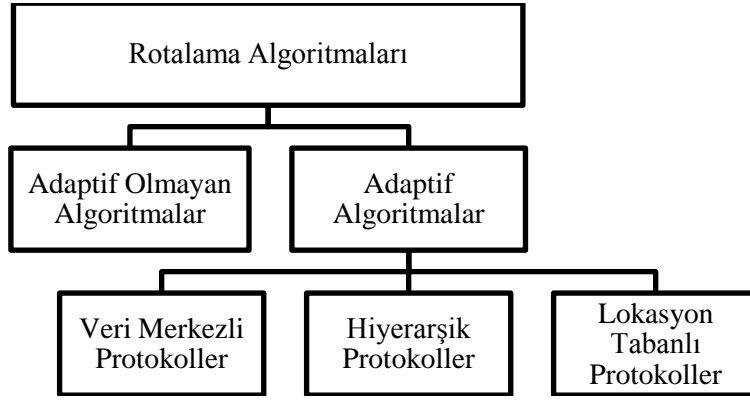 Rotalama Algoritmaları
Adaptif Olmayan
Algoritmalar
Adaptif
Algoritmalar
Veri Merkezli
Protokoller
Hiyerarşik
Protokoller
Lokasyon
Tabanlı
Protokoller